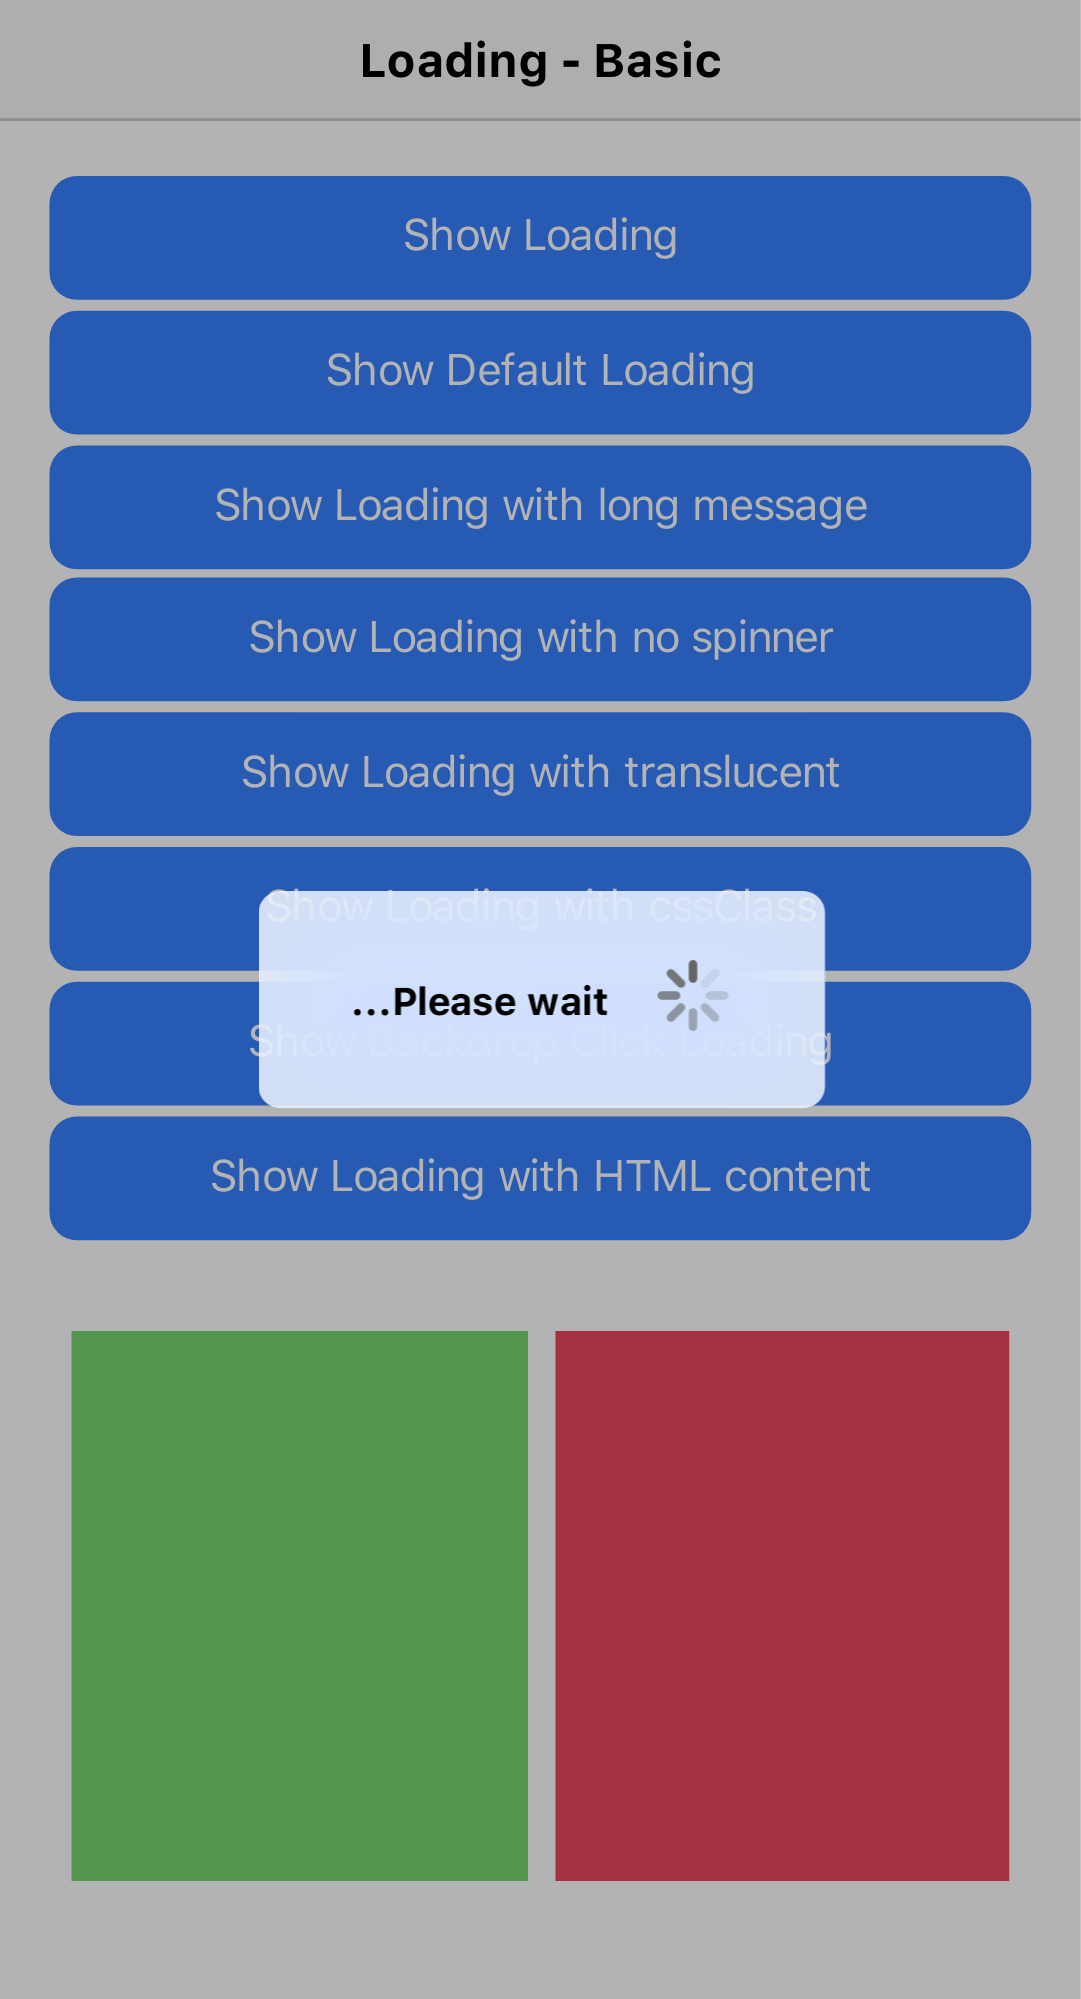 Loading - Basic
Show Loading
Show Default Loading
Show Loading with long message
Show Loading with no spinner
Show Loading with translucent
Show Loading with cssClass
...Please wait
Show Backdrop Click Loading
Show Loading with HTML content